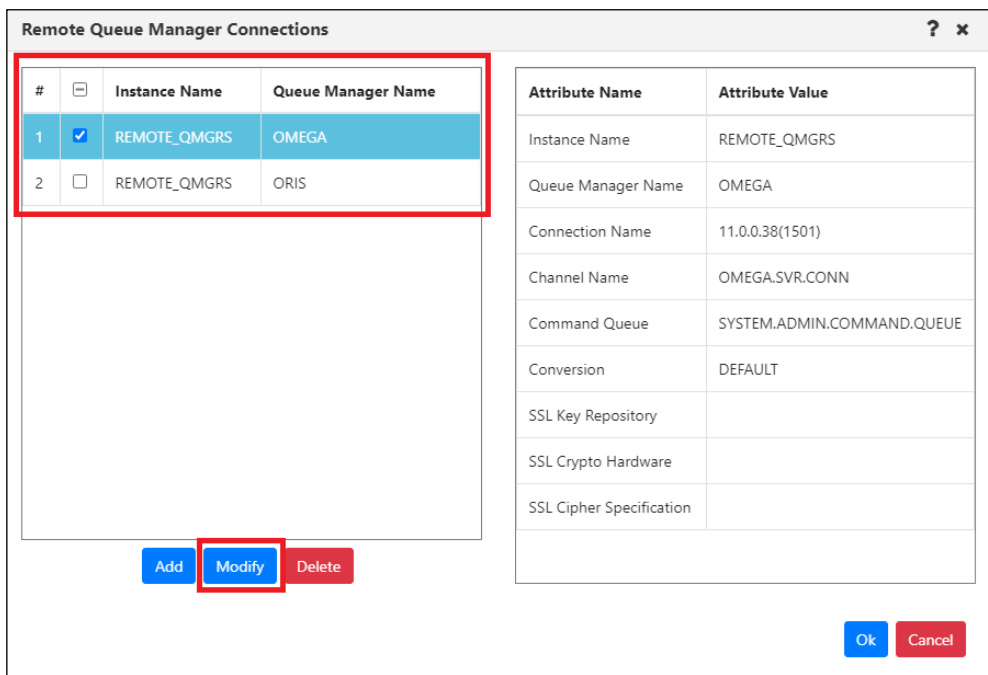 Remote Queue Manager Connections ? ×
# Instance Name Queue Manager Name
1 REMOTE_QMGRS OMEGA
2 REMOTE_QMGRS ORIS
Attribute Name Attribute Value
Instance Name REMOTE_QMGRS
Queue Manager Name OMEGA
Connection Name 11.0.0.38(1501)
Channel Name OMEGA.SVR.CONN
Command Queue SYSTEM.ADMIN.COMMAND.QUEUE
Conversion DEFAULT
SSL Key Repository
SSL Crypto Hardware
SSL Cipher Specification
Add Modify Delete
Ok Cancel